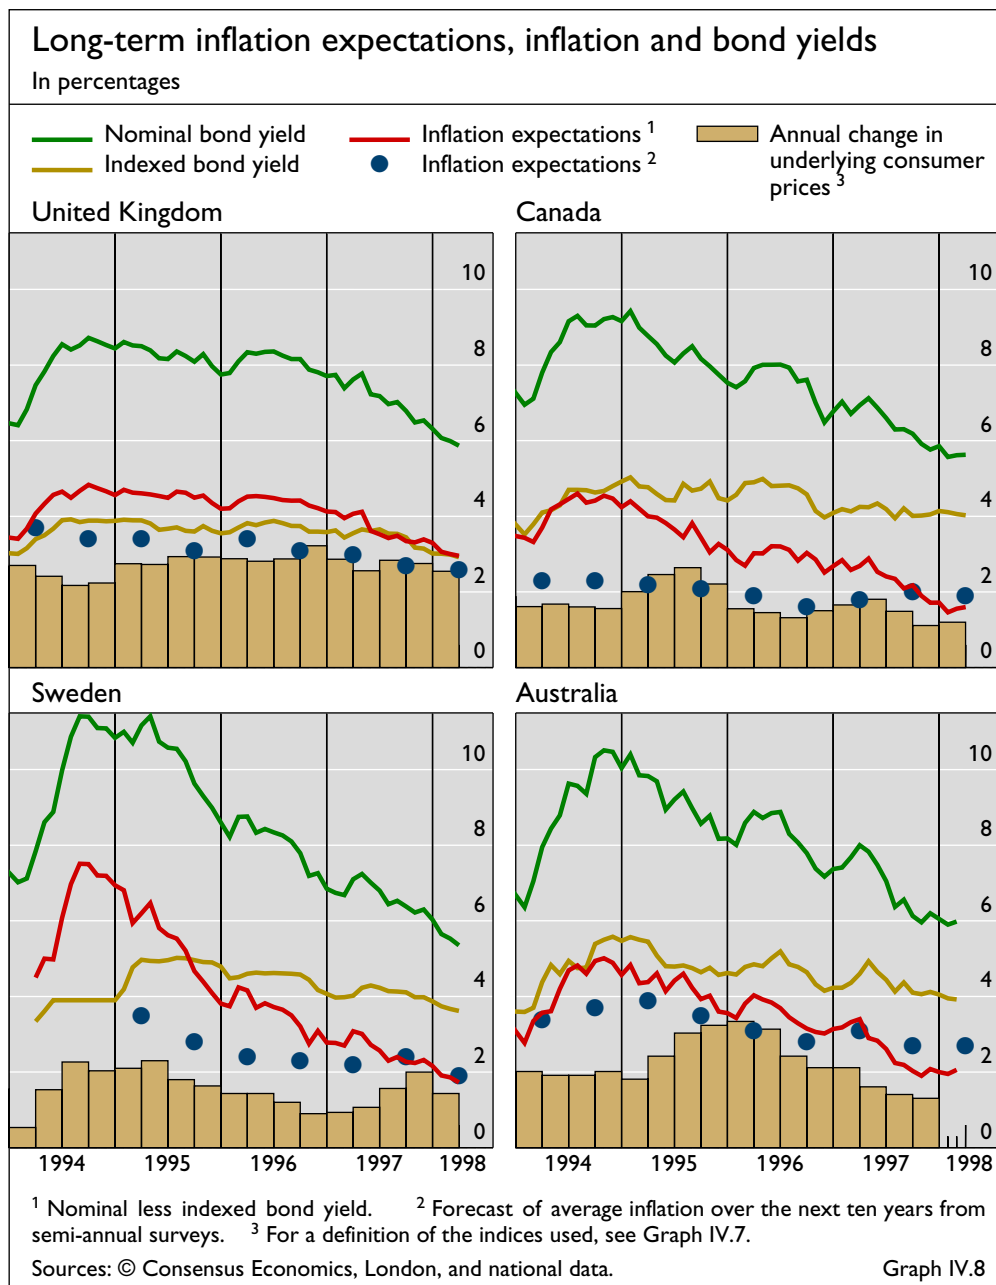 Long-term inflation expectations, inflation and bond yields
In percentages
Nominal bond yield
Indexed bond yield
Inflation expectations 1
Inflation expectations 2
Annual change in
underlying consumer
prices 3
United Kingdom
10
8
6
4
2
0
Canada
10
8
6
4
2
0
Sweden
10
8
6
4
2
0
1994 1995 1996 1997 1998
Australia
10
8
6
4
2
0
1994 1995 1996 1997 1998
1 Nominal less indexed bond yield. 2 Forecast of average inflation over the next ten years from
semi-annual surveys. 3 For a definition of the indices used, see Graph IV.7.
Sources: © Consensus Economics, London, and national data. Graph IV.8